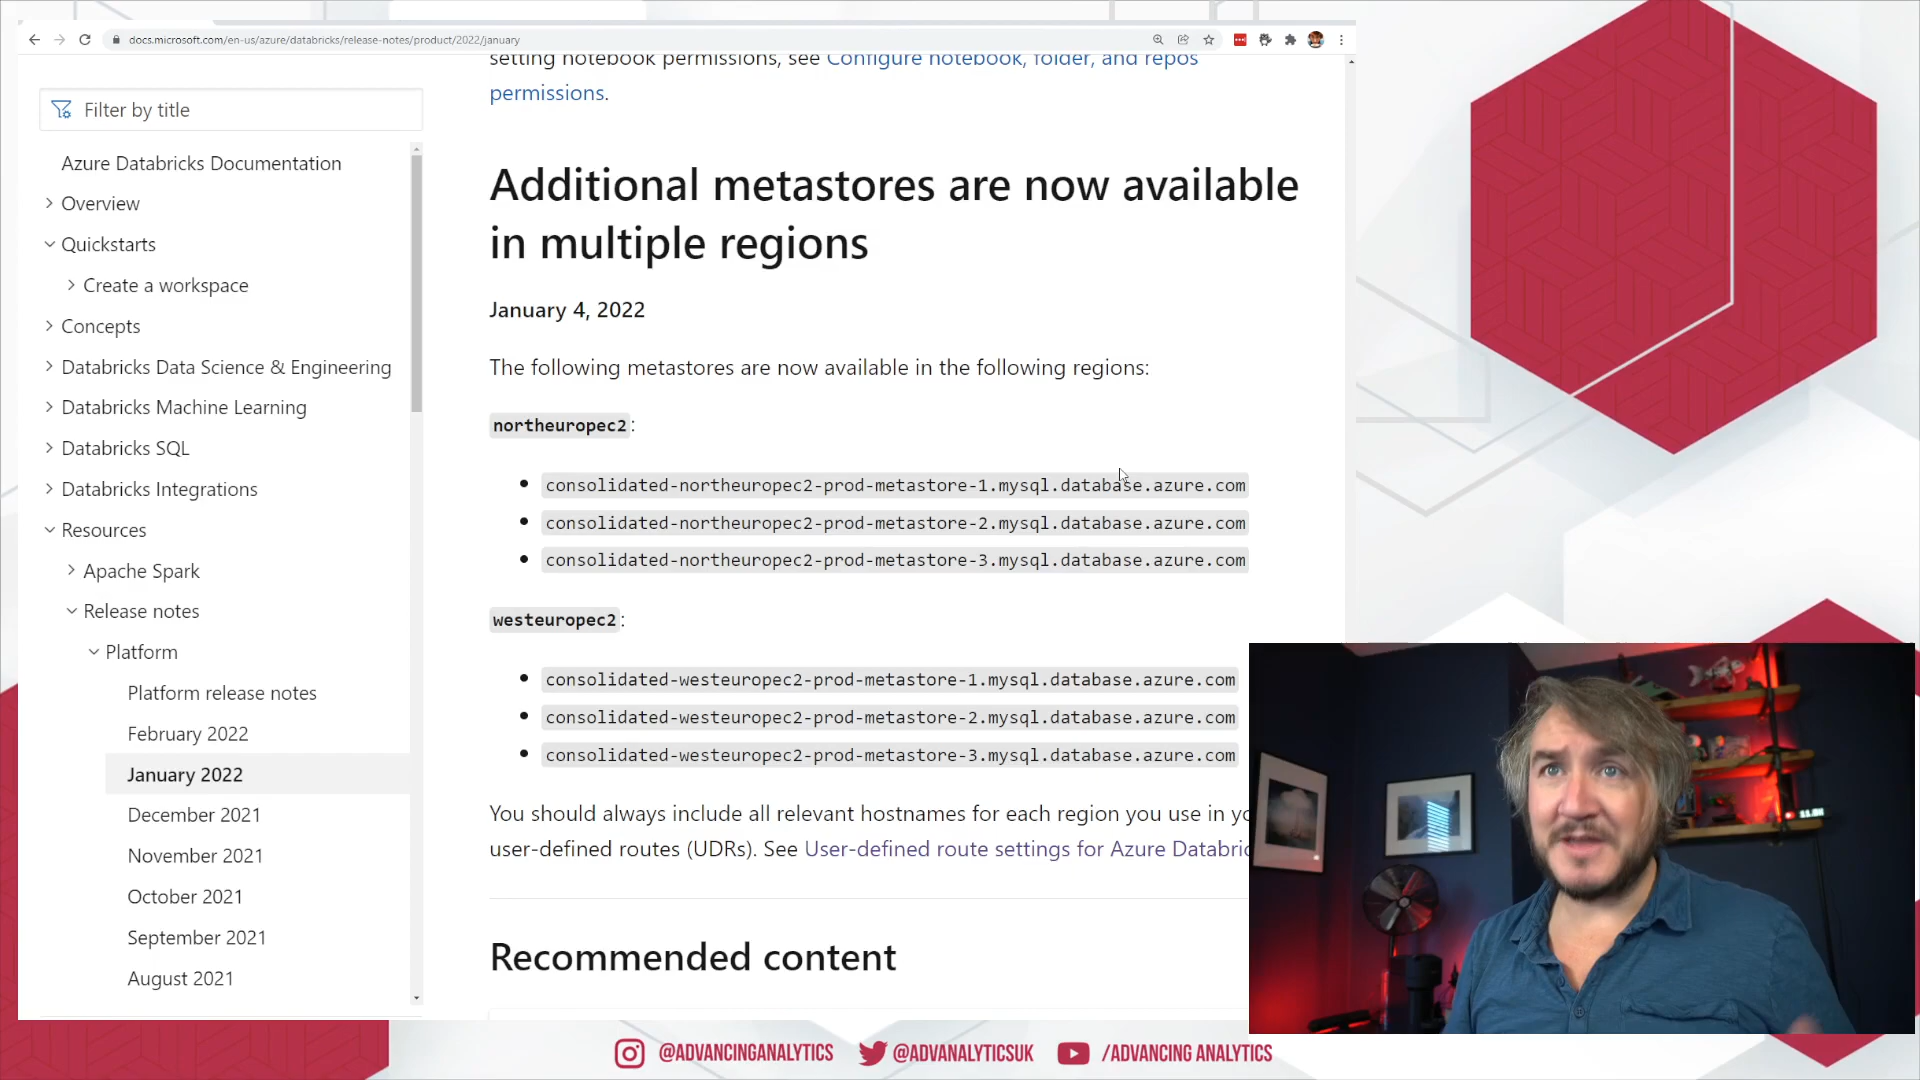 docs.microsoft.com/en-us/azure/databricks/release-notes/product/2022/january
Filter by title
Azure Databricks Documentation
Overview
Quickstarts
Create a workspace
Concepts
Databricks Data Science & Engineering
Databricks Machine Learning
Databricks SQL
Databricks Integrations
Resources
Apache Spark
Release notes
Platform
Platform release notes
February 2022
January 2022
December 2021
November 2021
October 2021
September 2021
August 2021
setting notebook permissions, see Configure notebook, folder, and repos
permissions.
Additional metastores are now available
in multiple regions
January 4, 2022
The following metastores are now available in the following regions:
northeuropec2:
consolidated-northeuropec2-prod-metastore-1.mysql.database.azure.com
consolidated-northeuropec2-prod-metastore-2.mysql.database.azure.com
consolidated-northeuropec2-prod-metastore-3.mysql.database.azure.com
westeuropec2:
consolidated-westeuropec2-prod-metastore-1.mysql.database.azure.com
consolidated-westeuropec2-prod-metastore-2.mysql.database.azure.com
consolidated-westeuropec2-prod-metastore-3.mysql.database.azure.com
You should always include all relevant hostnames for each region you use in
user-defined routes (UDRs). See User-defined route settings for Azure
Recommended content
@ADVANCINGANALYTICS @ADVANALYTICSUK /ADVANCING ANALYTICS